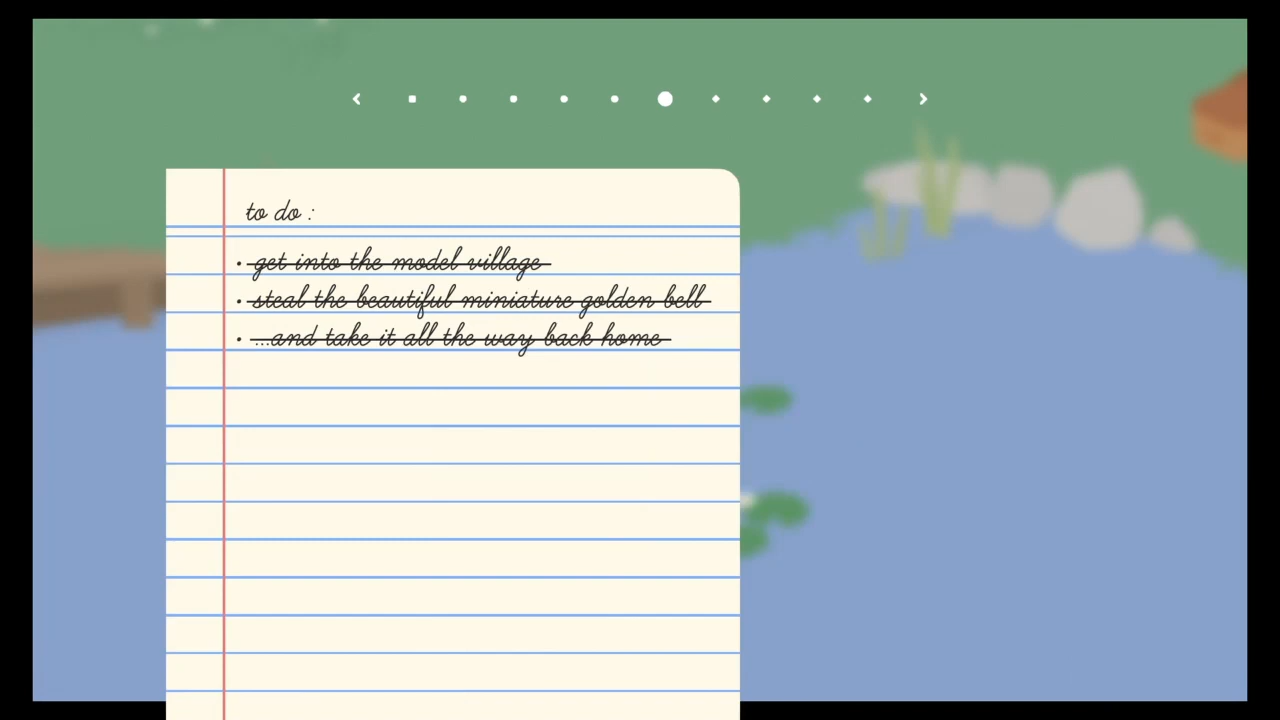 to do :
• get into the model village
• steal the beautiful miniature golden bell
• ...and take it all the way back home